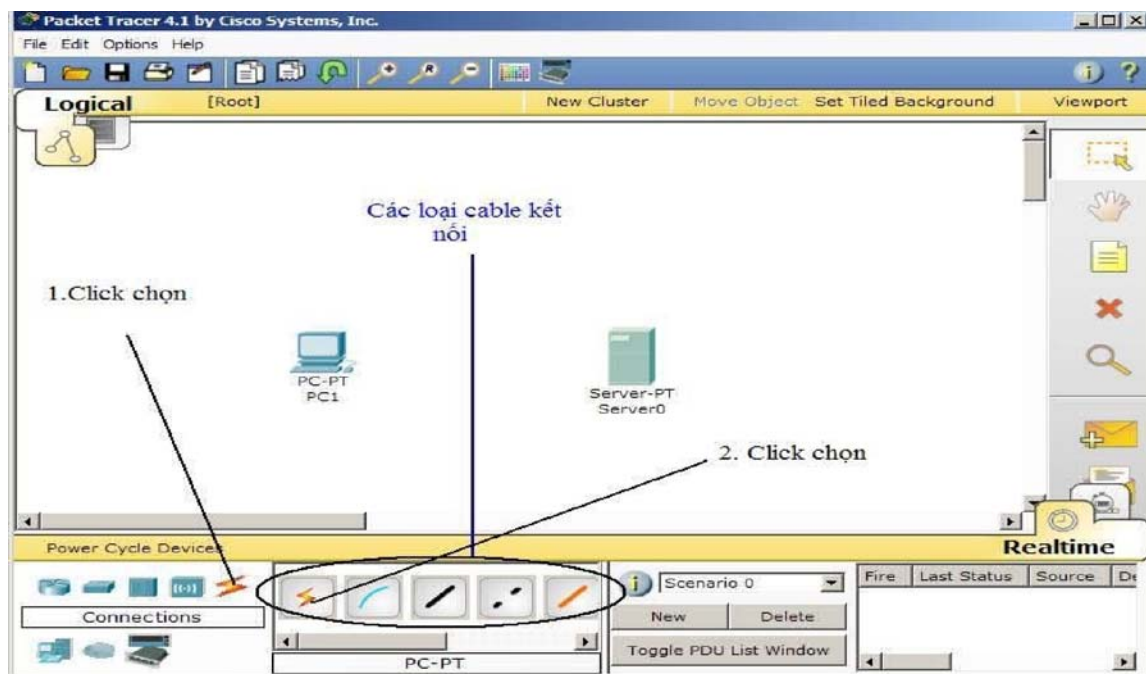 Packet Tracer 4.1 by Cisco Systems, Inc.
File Edit Options Help
Logical [Root] New Cluster Move Object Set Tiled Background Viewport
Các loại cable kết
nối
1.Click chọn
PC-PT
PC1
Server-PT
Server0
2. Click chọn
Power Cycle Devices
Realtime
Connections
PC-PT
Scenario 0
New Delete
Toggle PDU List Window
Fire Last Status Source De